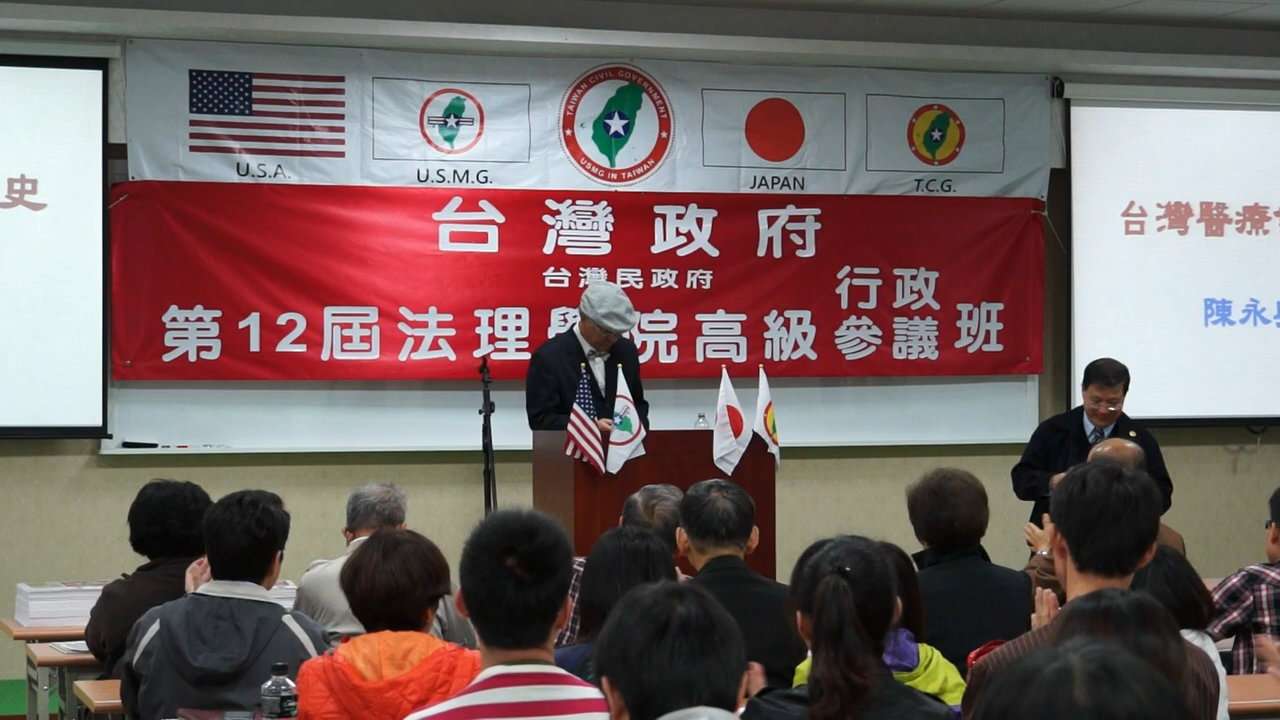 U.S.A.
U.S.M.G.
TAIWAN CIVIL GOVERNMENT
USMG IN TAIWAN
JAPAN
T.C.G.
台灣政府
台灣民政府
第12屆法理學院高級行政參議班
史
台灣醫療
陳永